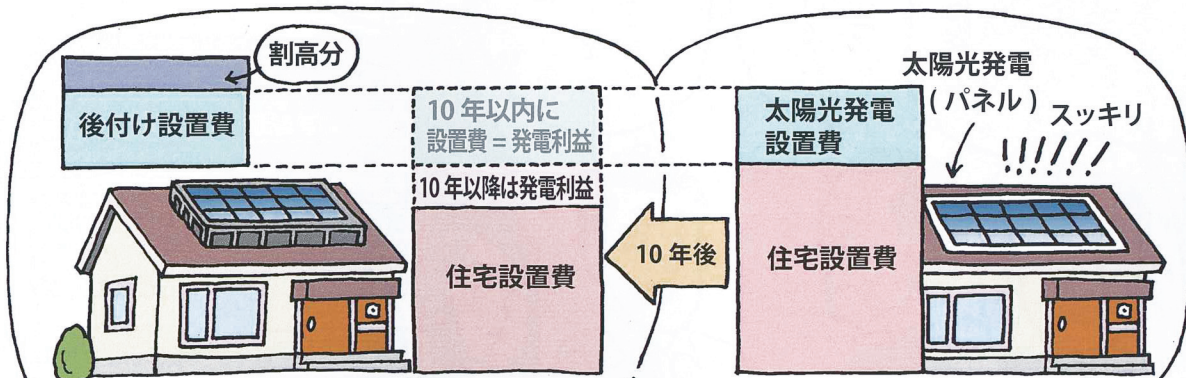 割高分
後付け設置費
10年以内に
設置費=発電利益
10年以降は発電利益
住宅設置費
10年後
太陽光発電
設置費
住宅設置費
太陽光発電
(パネル)
スッキリ
!!!!!!